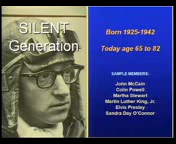 SILENT
Generation
Born 1925-1942
Today age 65 to 82
SAMPLE MEMBERS:
John McCain
Colin Powell
Martha Stewart
Martin Luther King, Jr.
Elvis Presley
Sandra Day O'Connor